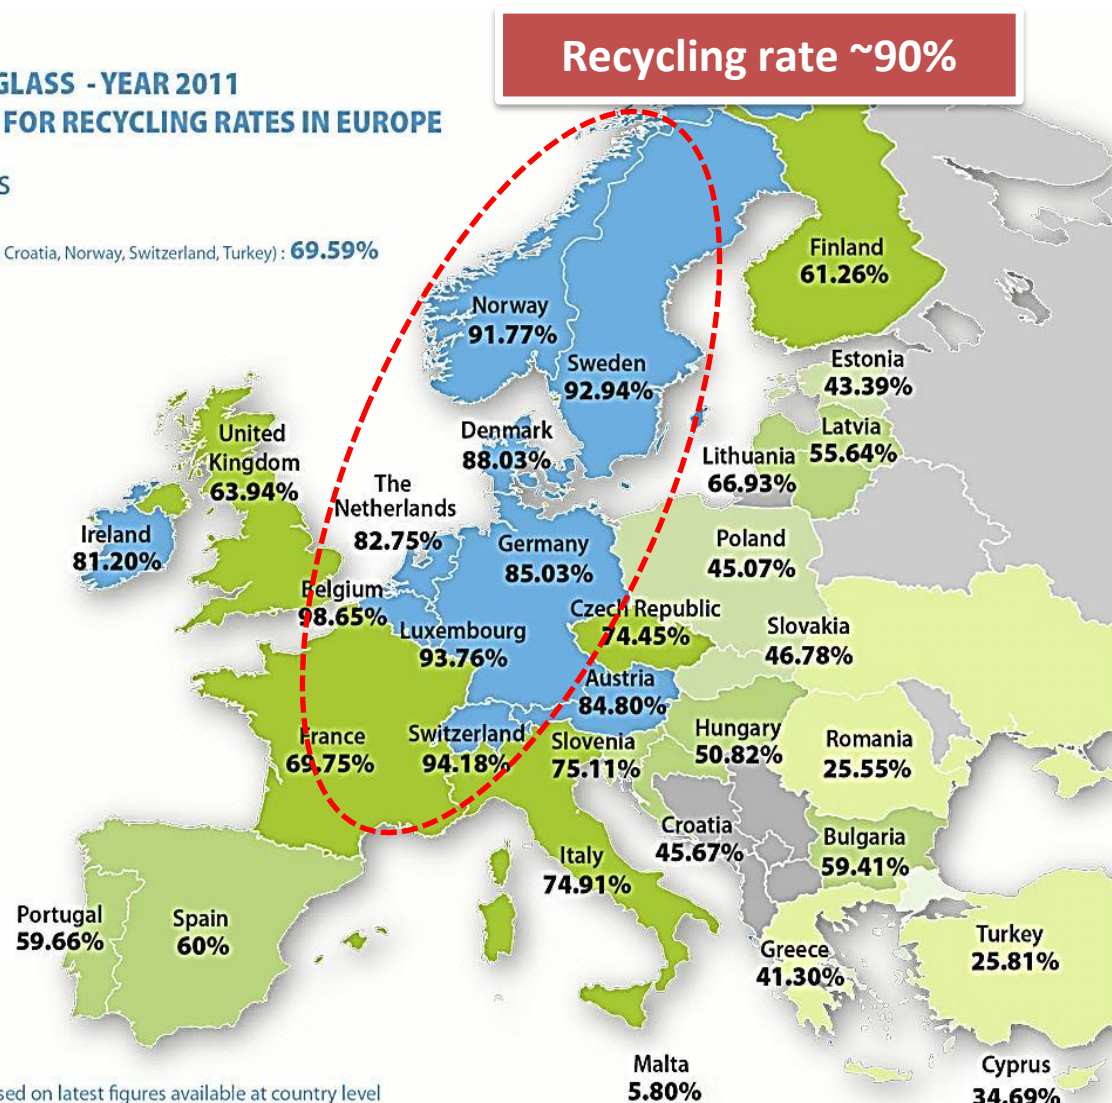 Recycling rate ~90%
GLASS - YEAR 2011
FOR RECYCLING RATES IN EUROPE
S
Croatia, Norway, Switzerland, Turkey) : 69.59%
Finland
61.26%
Norway
91.77%
Sweden
92.94%
Estonia
43.39%
Latvia
55.64%
Lithuania
66.93%
Denmark
88.03%
United
Kingdom
63.94%
The
Netherlands
82.75%
Ireland
81.20%
Germany
85.03%
Poland
45.07%
Belgium
98.65%
Luxembourg
93.76%
Czech Republic
74.45%
Slovakia
46.78%
Austria
84.80%
France
69.75%
Switzerland
94.18%
Slovenia
75.11%
Hungary
50.82%
Romania
25.55%
Croatia
45.67%
Bulgaria
59.41%
Italy
74.91%
Portugal
59.66%
Spain
60%
Greece
41.30%
Turkey
25.81%
Malta
5.80%
Cyprus
34.69%
sed on latest figures available at country level